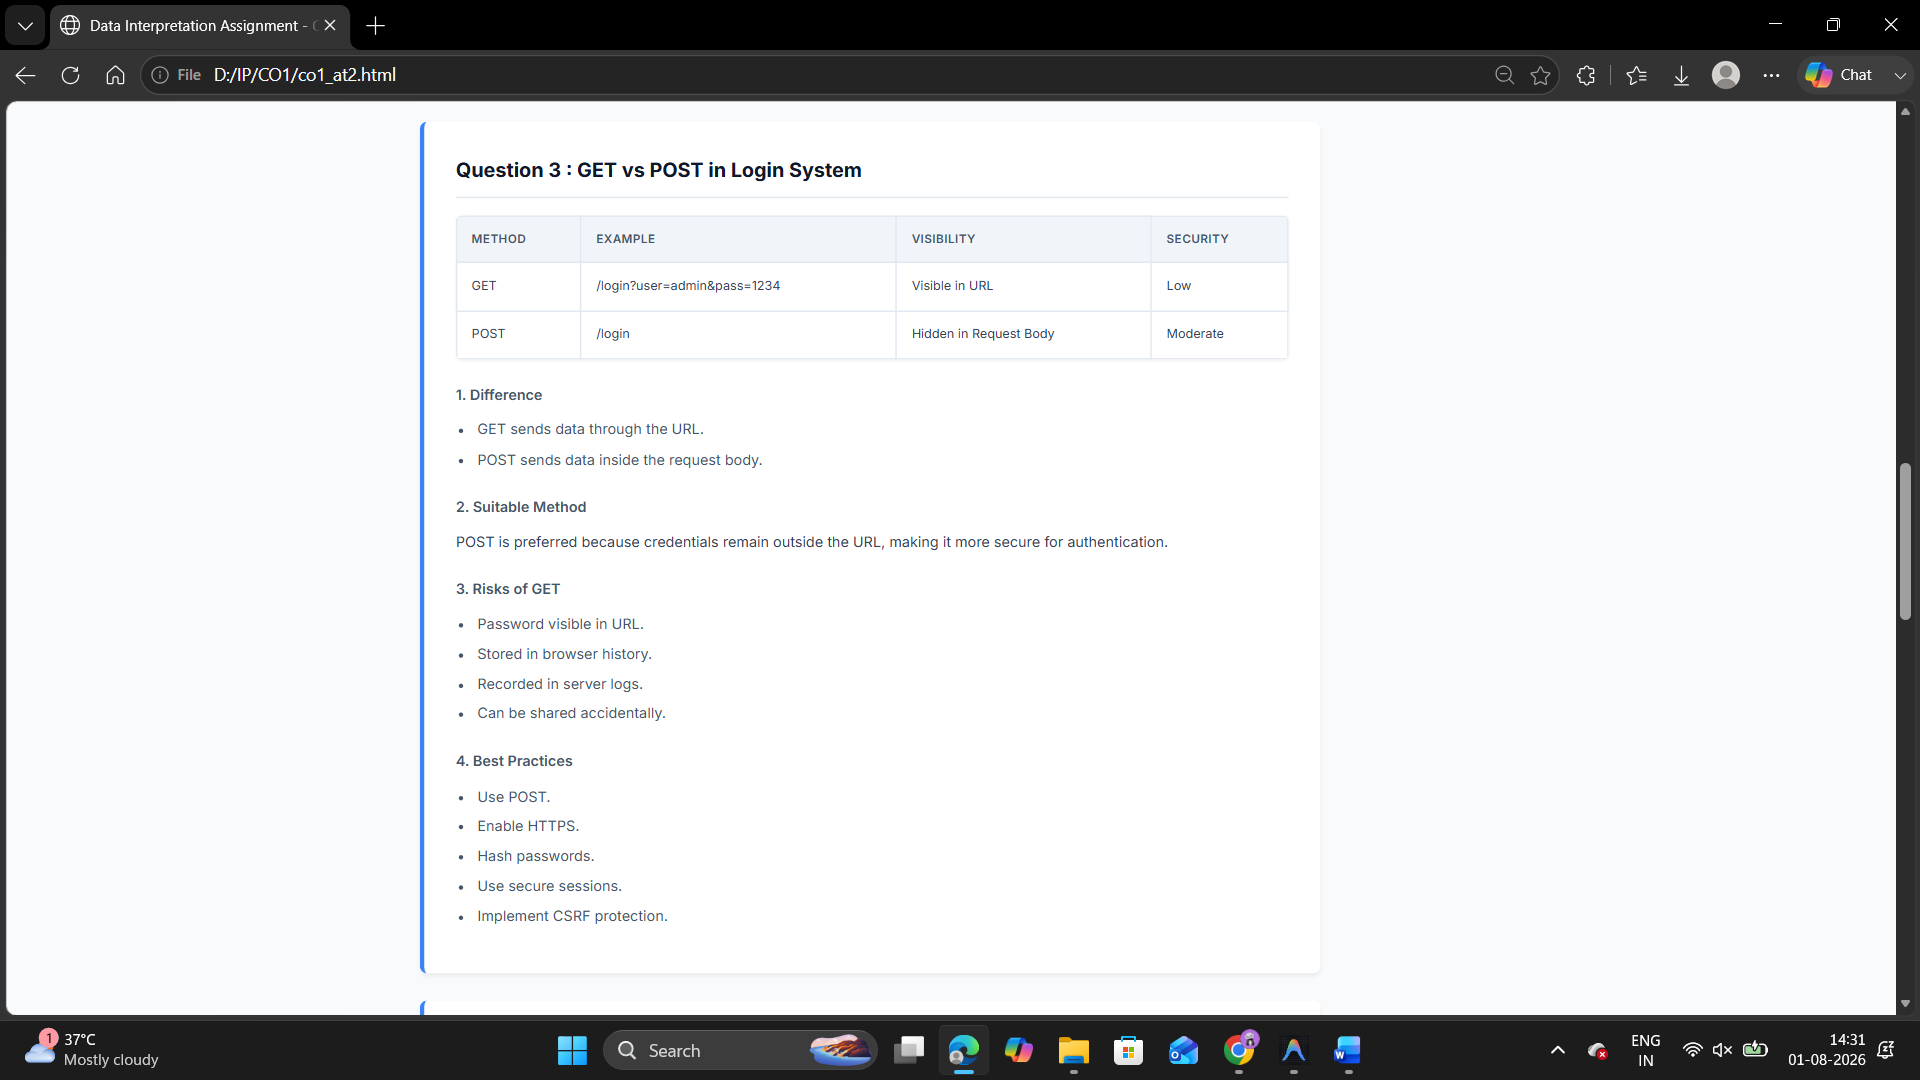 Data Interpretation Assignment - C
File D:/IP/CO1/co1_at2.html
Chat
Question 3 : GET vs POST in Login System
METHOD EXAMPLE VISIBILITY SECURITY
GET /login?user=admin&pass=1234 Visible in URL Low
POST /login Hidden in Request Body Moderate
1. Difference
• GET sends data through the URL.
• POST sends data inside the request body.
2. Suitable Method
POST is preferred because credentials remain outside the URL, making it more secure for authentication.
3. Risks of GET
• Password visible in URL.
• Stored in browser history.
• Recorded in server logs.
• Can be shared accidentally.
4. Best Practices
• Use POST.
• Enable HTTPS.
• Hash passwords.
• Use secure sessions.
• Implement CSRF protection.
1
37°C
Mostly cloudy
Search
ENG
IN
14:31
01-08-2026